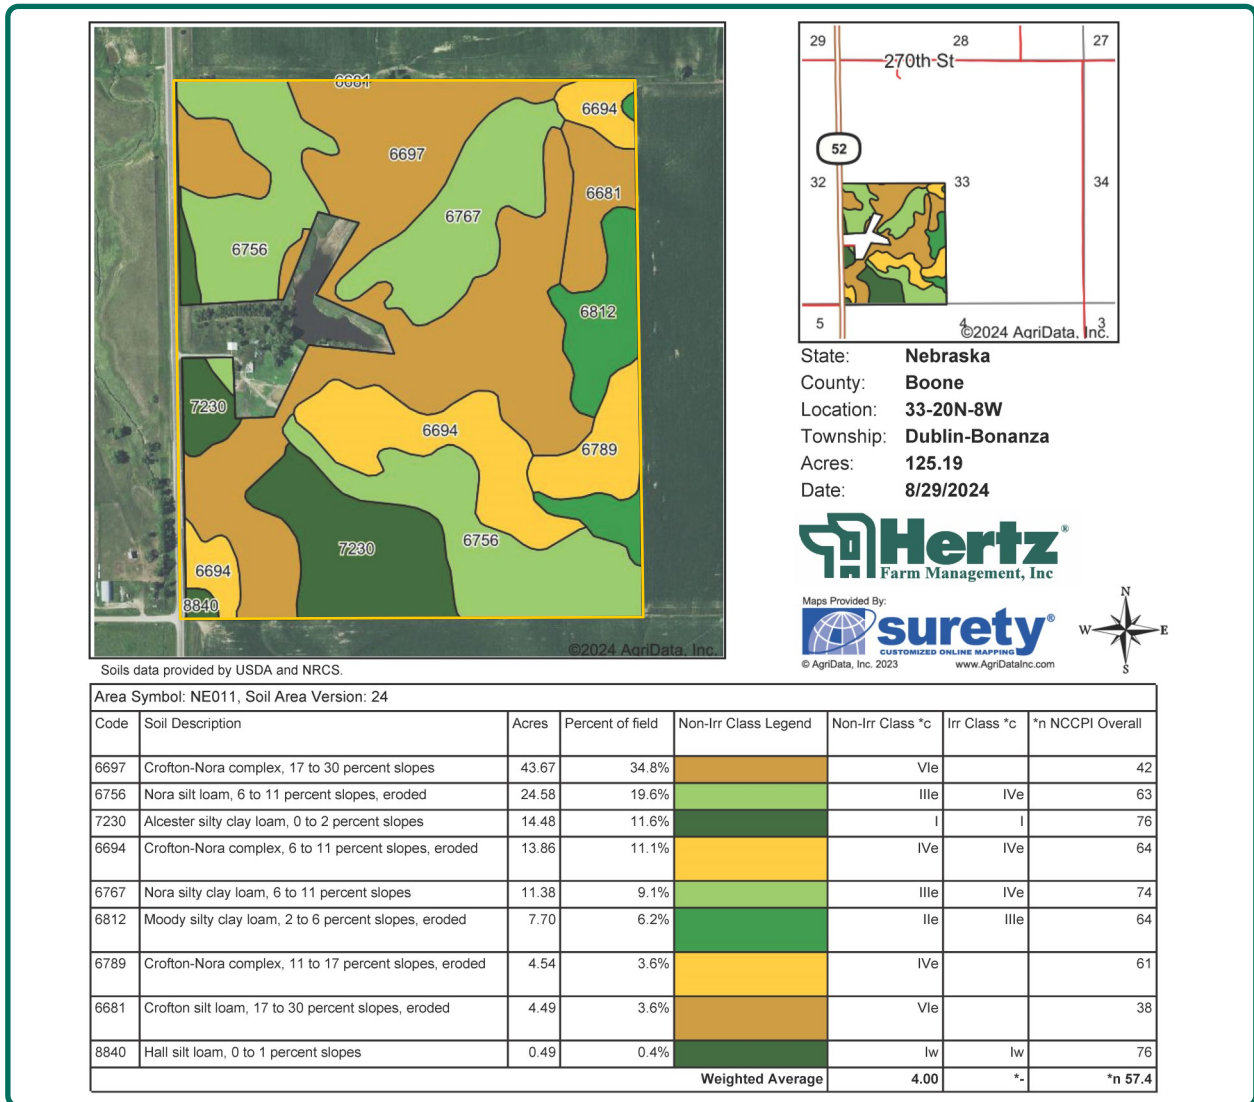 6681
6694
6697
6681
6767
6756
6812
7230
6694
6789
7230
6756
6694
8840
©2024 AgriData, Inc.
Soils data provided by USDA and NRCS.
29 28 27
270th St
52
32 33 34
5 4 3
©2024 AgriData, Inc.
State: Nebraska
County: Boone
Location: 33-20N-8W
Township: Dublin-Bonanza
Acres: 125.19
Date: 8/29/2024
Hertz®
Farm Management, Inc
Maps Provided By:
surety®
CUSTOMIZED ONLINE MAPPING
© AgriData, Inc. 2023 www.AgriDataInc.com
N
W E
S
Area Symbol: NE011, Soil Area Version: 24
Code Soil Description Acres Percent of field Non-Irr Class Legend Non-Irr Class *c Irr Class *c *n NCCPI Overall
6697 Crofton-Nora complex, 17 to 30 percent slopes 43.67 34.8% VIe 42
6756 Nora silt loam, 6 to 11 percent slopes, eroded 24.58 19.6% IIIe IVe 63
7230 Alcester silty clay loam, 0 to 2 percent slopes 14.48 11.6% I I 76
6694 Crofton-Nora complex, 6 to 11 percent slopes, eroded 13.86 11.1% IVe IVe 64
6767 Nora silty clay loam, 6 to 11 percent slopes 11.38 9.1% IIIe IVe 74
6812 Moody silty clay loam, 2 to 6 percent slopes, eroded 7.70 6.2% IIe IIIe 64
6789 Crofton-Nora complex, 11 to 17 percent slopes, eroded 4.54 3.6% IVe 61
6681 Crofton silt loam, 17 to 30 percent slopes, eroded 4.49 3.6% VIe 38
8840 Hall silt loam, 0 to 1 percent slopes 0.49 0.4% Iw Iw 76
Weighted Average 4.00 *- *n 57.4